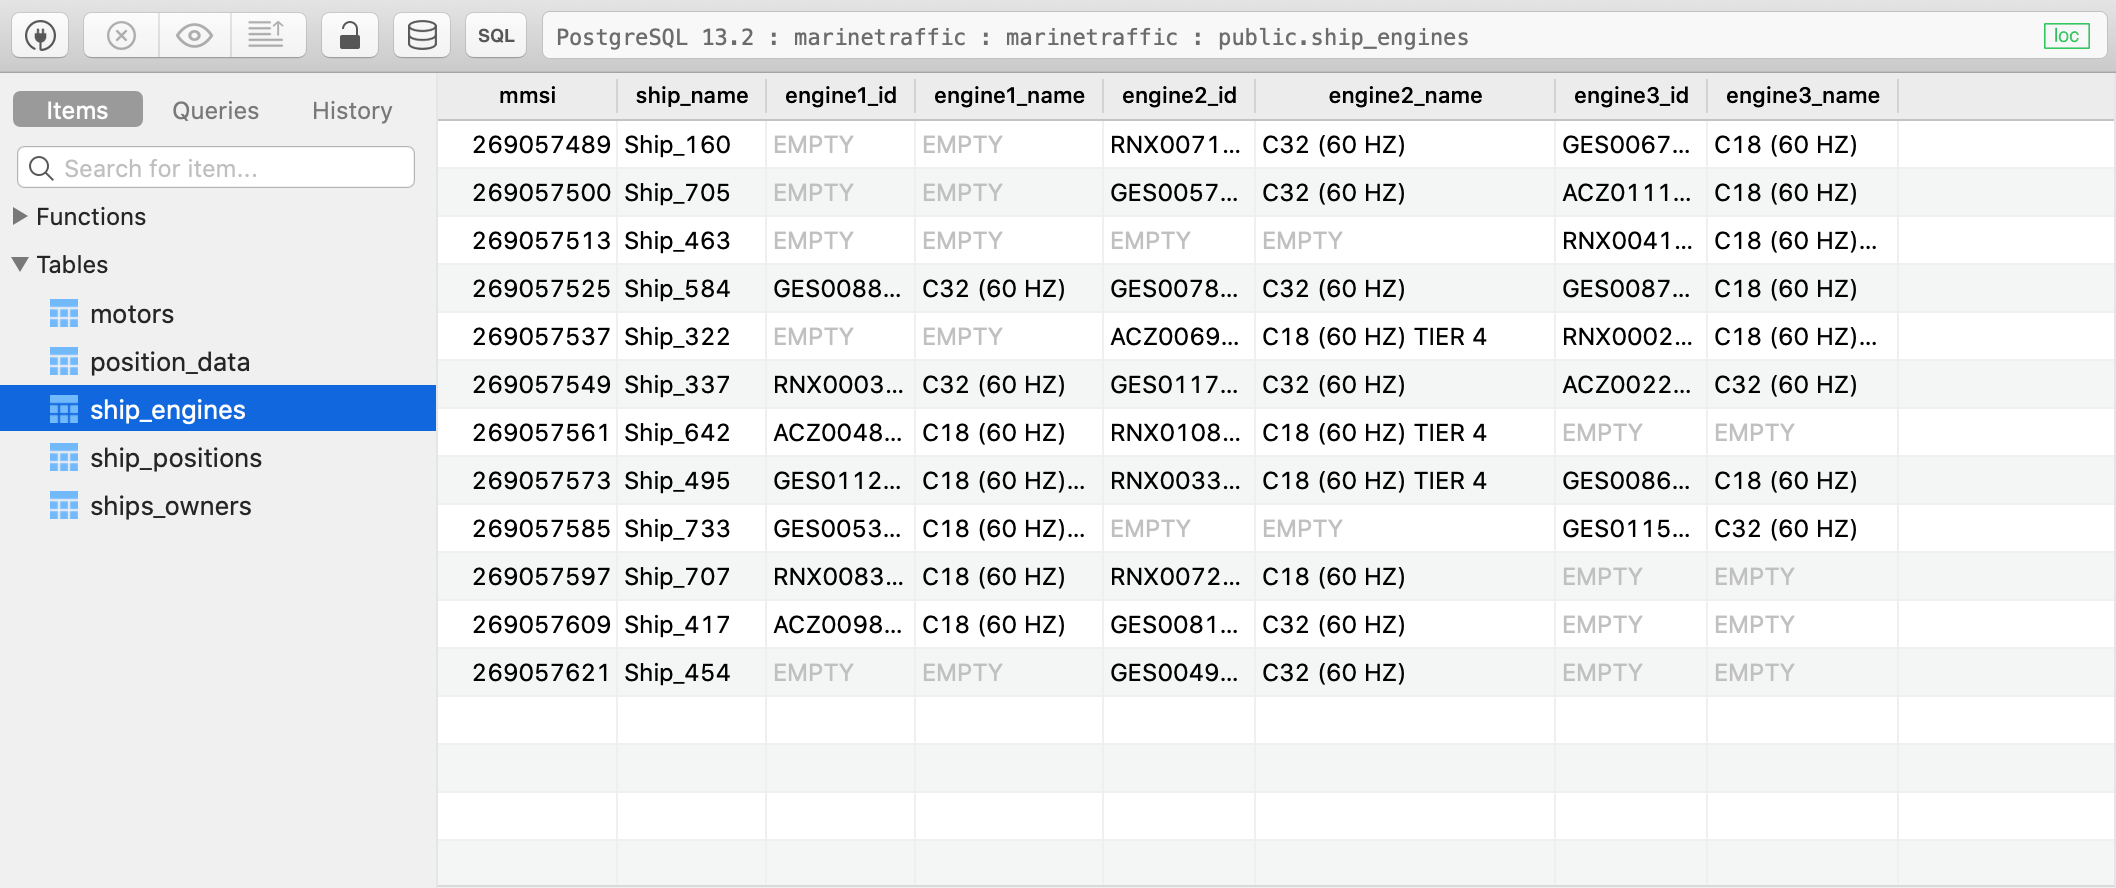 SQL PostgreSQL 13.2 : marinetraffic : marinetraffic : public.ship_engines loc
Items Queries History
Search for item...
Functions
Tables
motors
position_data
ship_engines
ship_positions
ships_owners
mmsi ship_name engine1_id engine1_name engine2_id engine2_name engine3_id engine3_name
269057489 Ship_160 EMPTY EMPTY RNX0071... C32 (60 HZ) GES0067... C18 (60 HZ)
269057500 Ship_705 EMPTY EMPTY GES0057... C32 (60 HZ) ACZ0111... C18 (60 HZ)
269057513 Ship_463 EMPTY EMPTY EMPTY EMPTY RNX0041... C18 (60 HZ)...
269057525 Ship_584 GES0088... C32 (60 HZ) GES0078... C32 (60 HZ) GES0087... C18 (60 HZ)
269057537 Ship_322 EMPTY EMPTY ACZ0069... C18 (60 HZ) TIER 4 RNX0002... C18 (60 HZ)...
269057549 Ship_337 RNX0003... C32 (60 HZ) GES0117... C32 (60 HZ) ACZ0022... C32 (60 HZ)
269057561 Ship_642 ACZ0048... C18 (60 HZ) RNX0108... C18 (60 HZ) TIER 4 EMPTY EMPTY
269057573 Ship_495 GES0112... C18 (60 HZ)... RNX0033... C18 (60 HZ) TIER 4 GES0086... C18 (60 HZ)
269057585 Ship_733 GES0053... C18 (60 HZ)... EMPTY EMPTY GES0115... C32 (60 HZ)
269057597 Ship_707 RNX0083... C18 (60 HZ) RNX0072... C18 (60 HZ) EMPTY EMPTY
269057609 Ship_417 ACZ0098... C18 (60 HZ) GES0081... C32 (60 HZ) EMPTY EMPTY
269057621 Ship_454 EMPTY EMPTY GES0049... C32 (60 HZ) EMPTY EMPTY